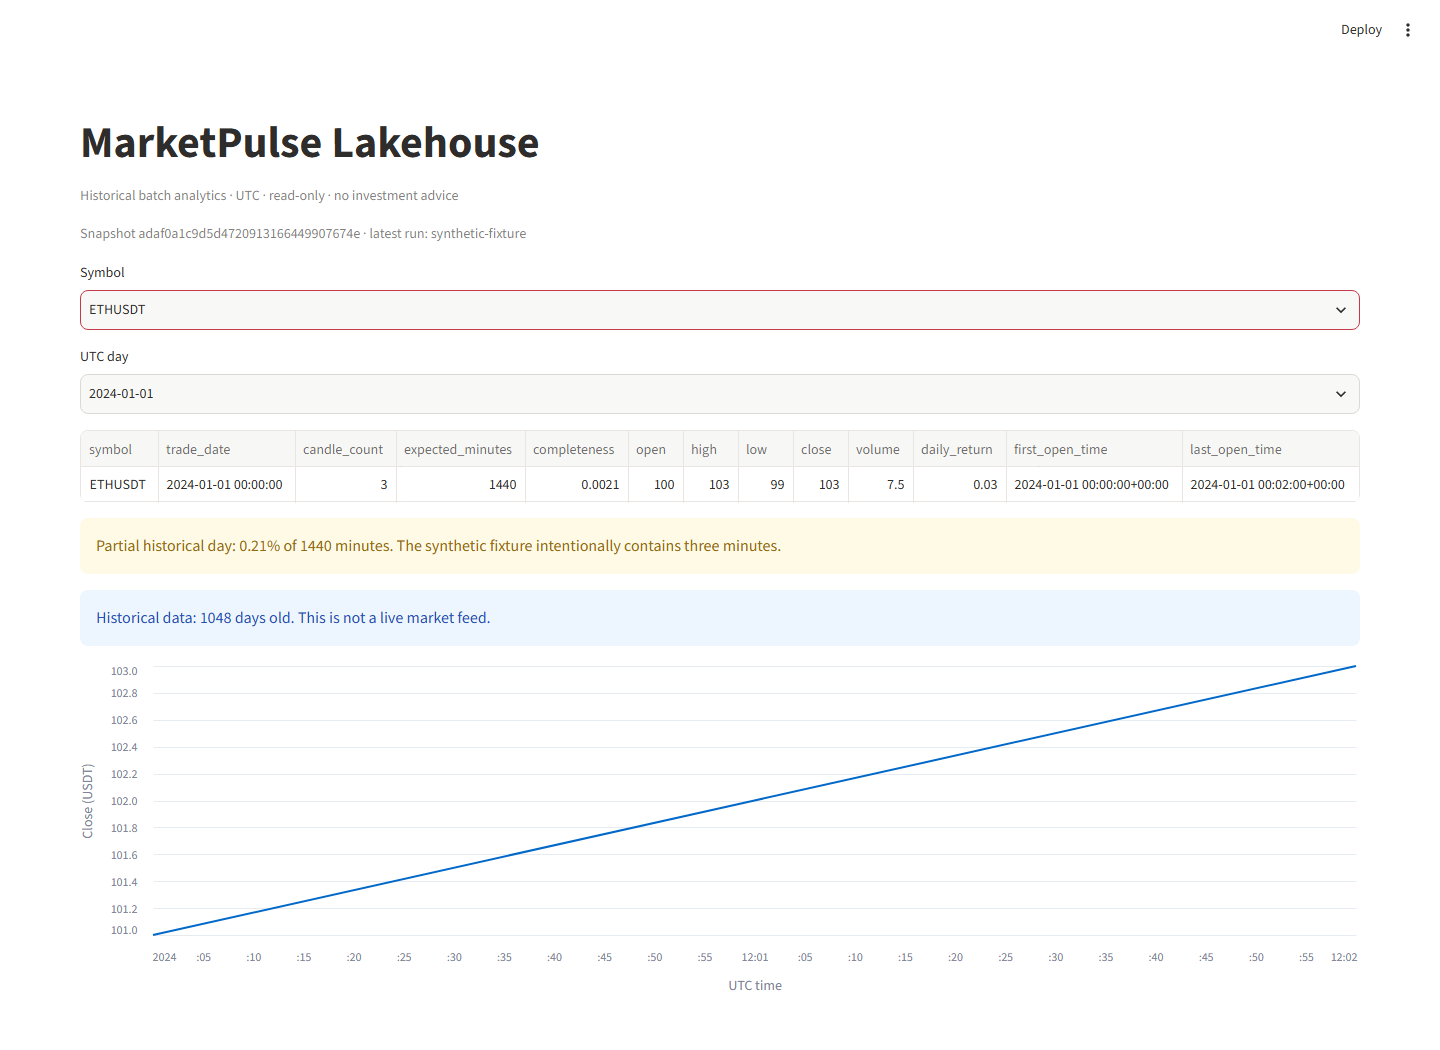 Deploy
MarketPulse Lakehouse
Historical batch analytics · UTC · read-only · no investment advice
Snapshot adaf0a1c9d5d4720913166449907674e · latest run: synthetic-fixture
Symbol
ETHUSDT
UTC day
2024-01-01
symbol trade_date candle_count expected_minutes completeness open high low close volume daily_return first_open_time last_open_time
ETHUSDT 2024-01-01 00:00:00 3 1440 0.0021 100 103 99 103 7.5 0.03 2024-01-01 00:00:00+00:00 2024-01-01 00:02:00+00:00
Partial historical day: 0.21% of 1440 minutes. The synthetic fixture intentionally contains three minutes.
Historical data: 1048 days old. This is not a live market feed.
Close (USDT)
103.0
102.8
102.6
102.4
102.2
102.0
101.8
101.6
101.4
101.2
101.0
2024 :05 :10 :15 :20 :25 :30 :35 :40 :45 :50 :55 12:01 :05 :10 :15 :20 :25 :30 :35 :40 :45 :50 :55 12:02
UTC time